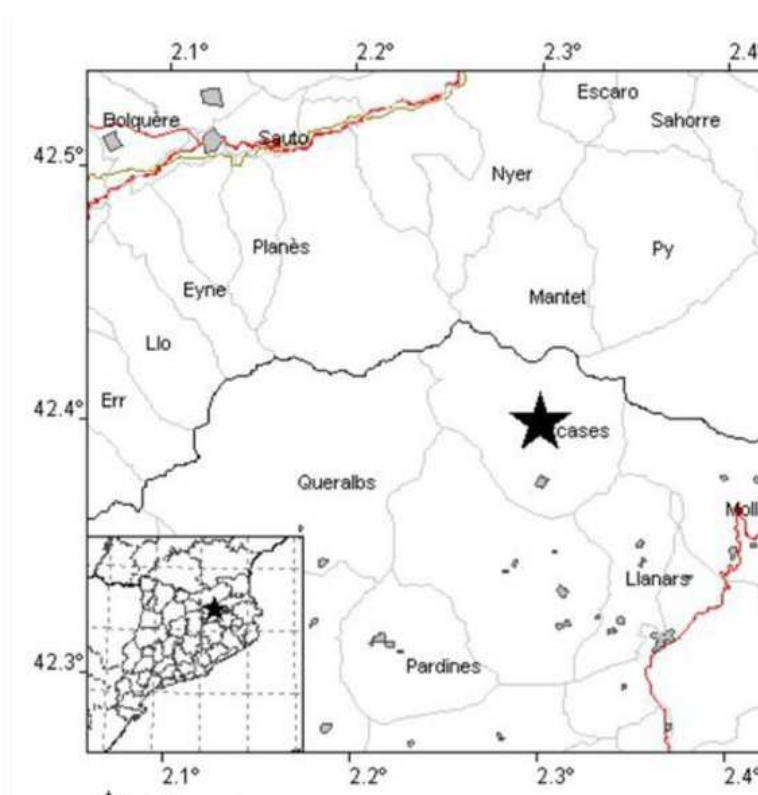 2.1° 2.2° 2.3° 2.4
Escaro
Bolquère Sahorre
Sauto
42.5°
Nyer
Planès Py
Eyne Mantet
Llo
Err
42.4°
cases
Queralbs
Moll
Llanars
42.3° Pardines
2.1° 2.2° 2.3° 2.4°